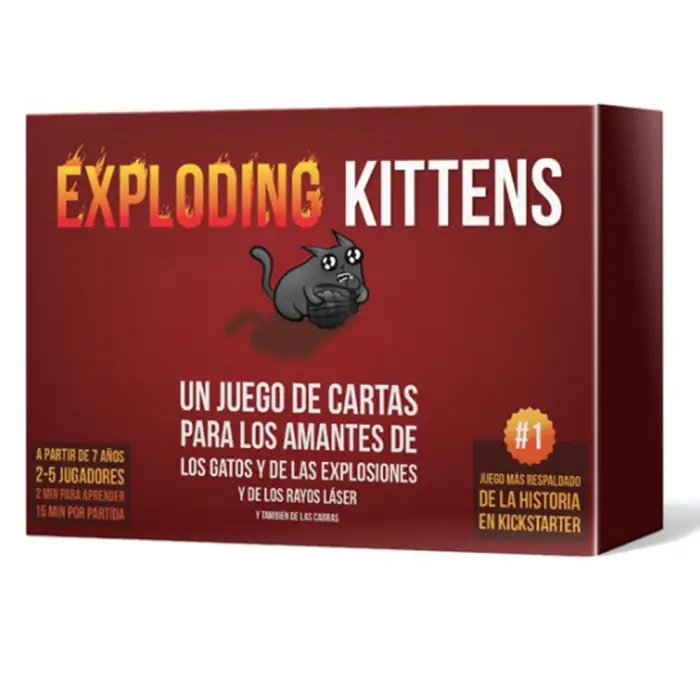 EXPLODING KITTENS
UN JUEGO DE CARTAS
PARA LOS AMANTES DE
LOS GATOS Y DE LAS EXPLOSIONES
Y DE LOS RAYOS LÁSER
Y TAMBIÉN DE LAS CABRAS
A PARTIR DE 7 AÑOS
2-5 JUGADORES
2 MIN PARA APRENDER
15 MIN POR PARTIDA
#1
JUEGO MÁS RESPALDADO
DE LA HISTORIA
EN KICKSTARTER